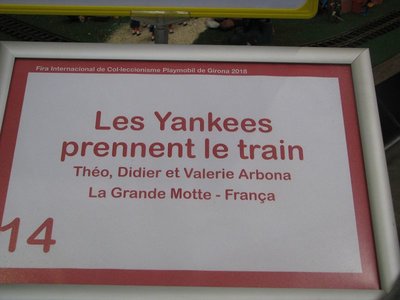 Fira Internacional de Col·leccionisme Playmobil de Girona 2018
Les Yankees
prennent le train
Théo, Didier et Valerie Arbona
La Grande Motte - França
14